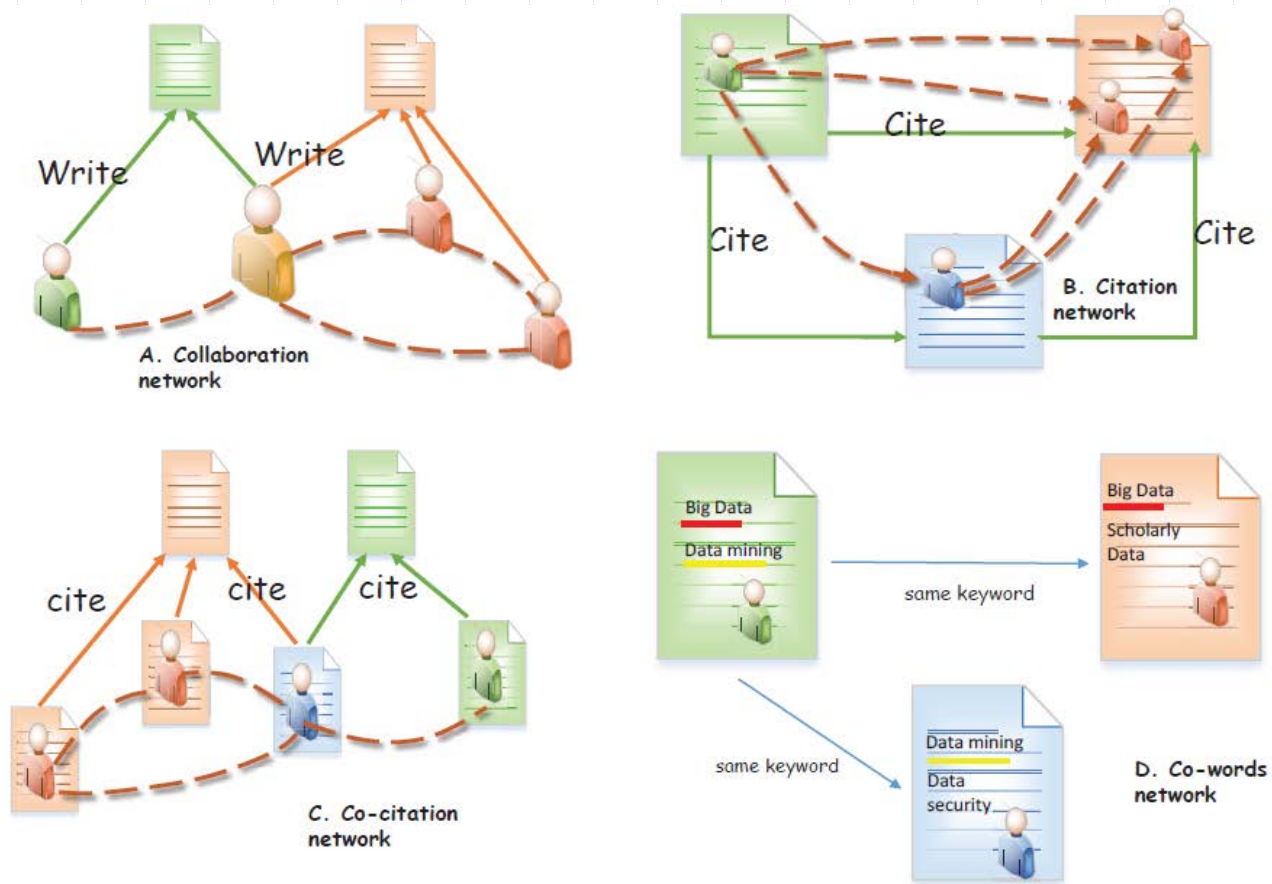 Write
Write
A. Collaboration
network
Cite
Cite
Cite
B. Citation
network
cite
cite
cite
C. Co-citation
network
Big Data
Data mining
same keyword
Big Data
Scholarly
Data
same keyword
Data mining
Data
security
D. Co-words
network